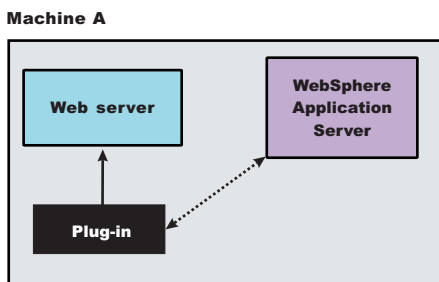 Machine A
Web server
WebSphere
Application
Server
Plug-in